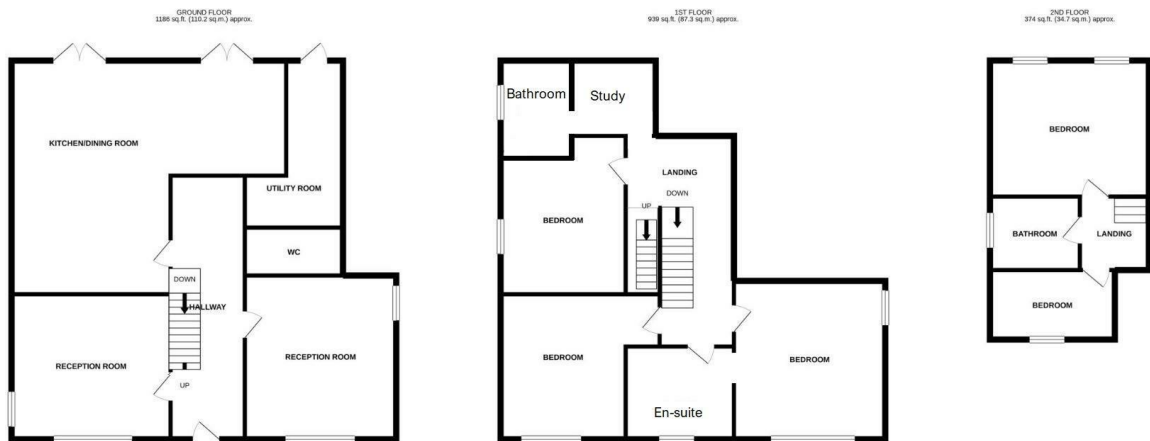 GROUND FLOOR
1186 sq.ft. (110.2 sq.m.) approx.
KITCHEN/DINING ROOM
UTILITY ROOM
WC
DOWN
HALLWAY
RECEPTION ROOM
RECEPTION ROOM
UP
1ST FLOOR
939 sq.ft. (87.3 sq.m.) approx.
Bathroom
Study
LANDING
DOWN
UP
BEDROOM
BEDROOM
BEDROOM
En-suite
2ND FLOOR
374 sq.ft. (34.7 sq.m.) approx.
BEDROOM
BATHROOM
LANDING
BEDROOM